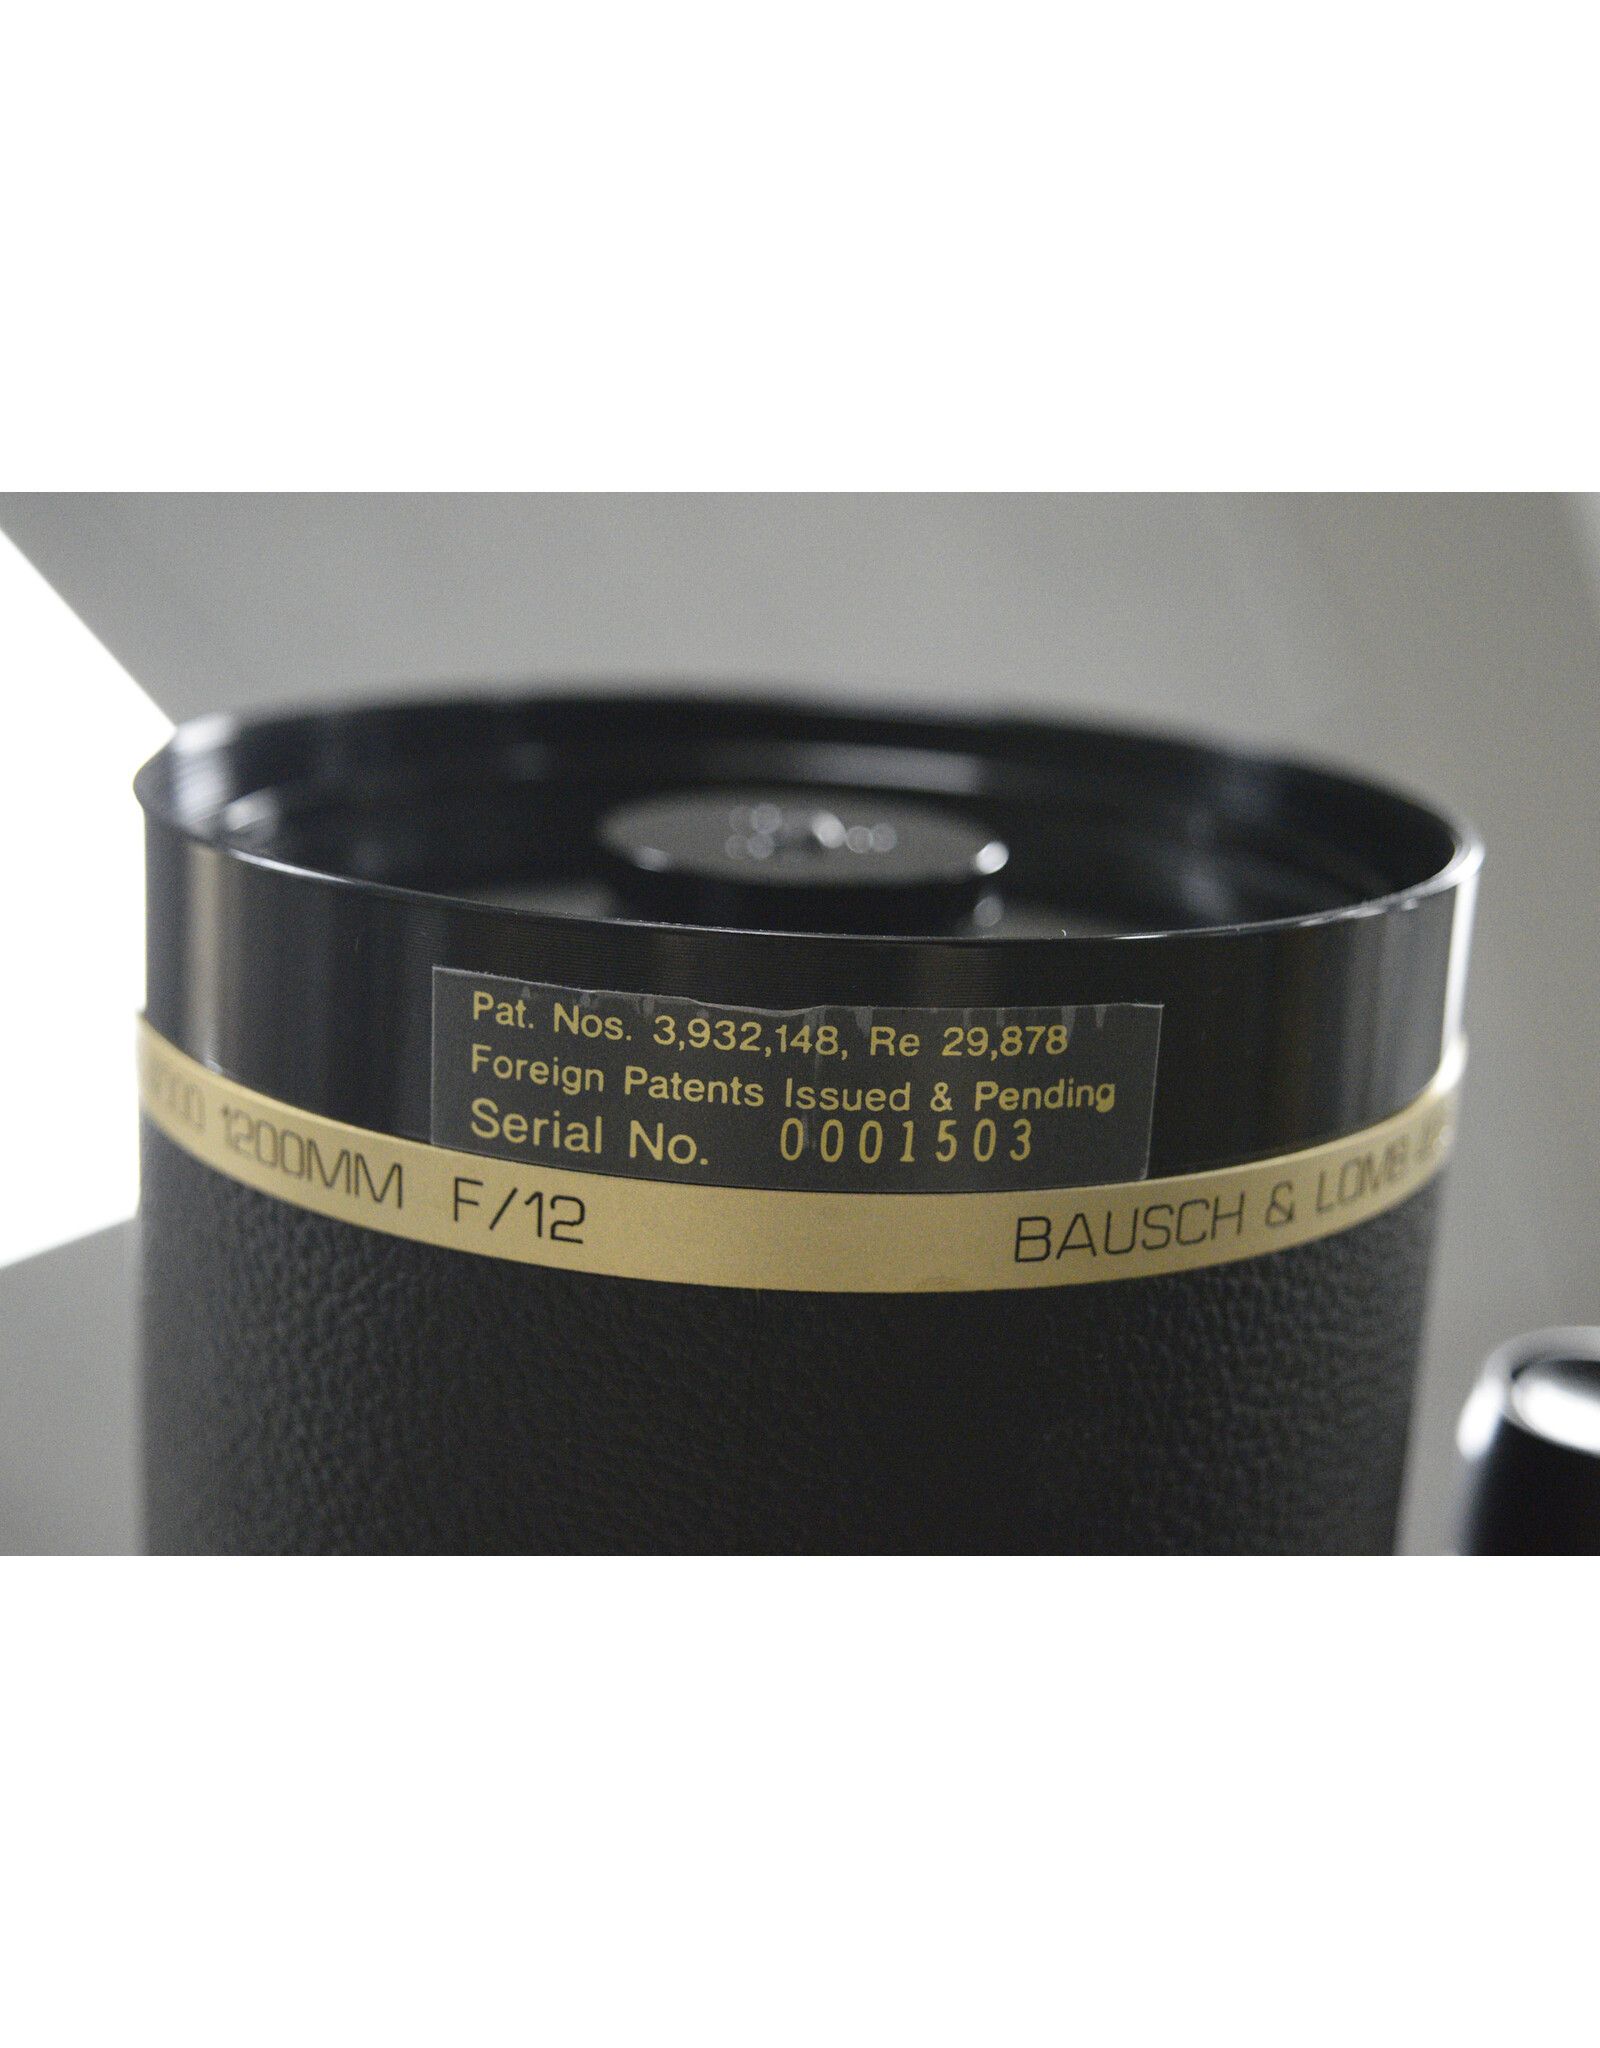 Pat. Nos. 3,932,148, Re 29,878
Foreign Patents Issued & Pending
Serial No. 0001503
1200MM F/12
BAUSCH & LOMB